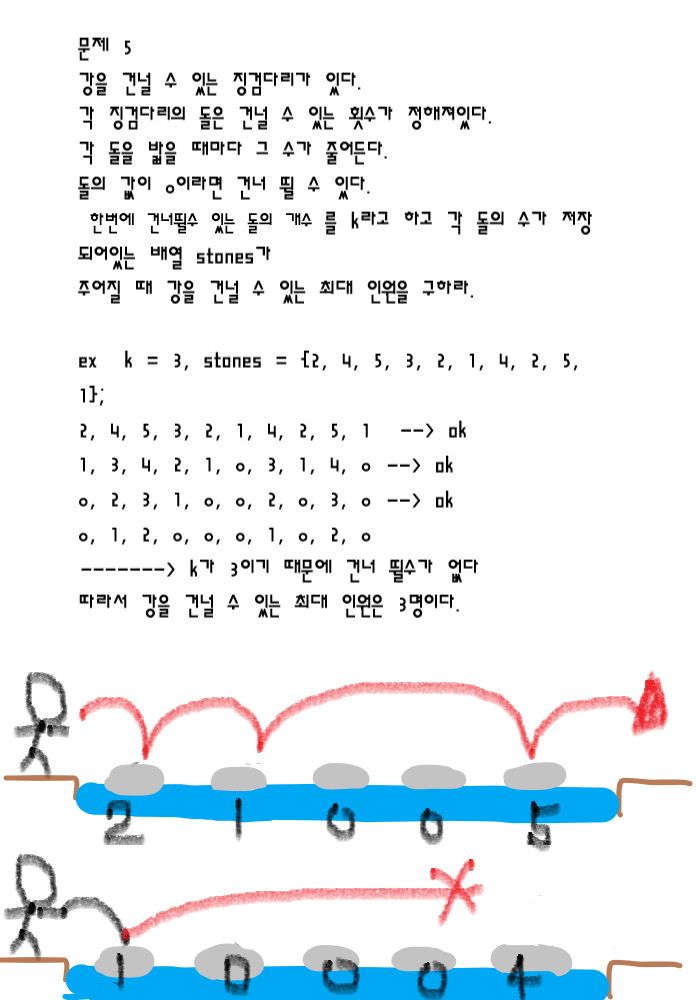 문제 5
강을 건널 수 있는 징검다리가 있다.
각 징검다리의 돌은 건널 수 있는 횟수가 정해져있다.
각 돌을 밟을 때마다 그 수가 줄어든다.
돌의 값이 0이라면 건너 뛸 수 있다.
한번에 건너뛸수 있는 돌의 개수 를 k라고 하고 각 돌의 수가 저장
되어있는 배열 stones가
주어질 때 강을 건널 수 있는 최대 인원을 구하라.
ex k = 3, stones = {2, 4, 5, 3, 2, 1, 4, 2, 5,
1};
2, 4, 5, 3, 2, 1, 4, 2, 5, 1 --> ok
1, 3, 4, 2, 1, 0, 3, 1, 4, 0 --> ok
0, 2, 3, 1, 0, 0, 2, 0, 3, 0 --> ok
0, 1, 2, 0, 0, 0, 1, 0, 2, 0
-------> k가 3이기 때문에 건너 뛸수가 없다
따라서 강을 건널 수 있는 최대 인원은 3명이다.
2 1 0 0 5
1 0 0 0 4